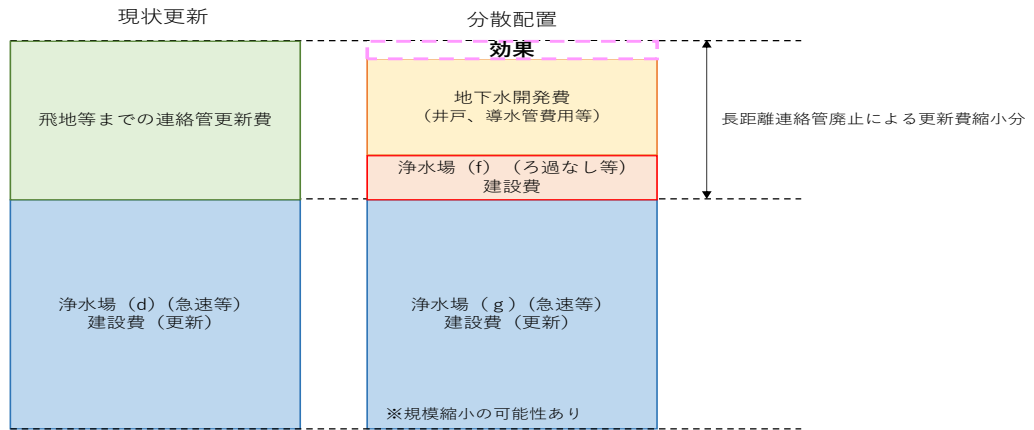 現状更新
分散配置
効果
飛地等までの連絡管更新費
地下水開発費
（井戸、導水管費用等）
長距離連絡管廃止による更新費縮小分
浄水場（f）（ろ過なし等）
建設費
浄水場（d）（急速等）
建設費（更新）
浄水場（ｇ）（急速等）
建設費（更新）
※規模縮小の可能性あり